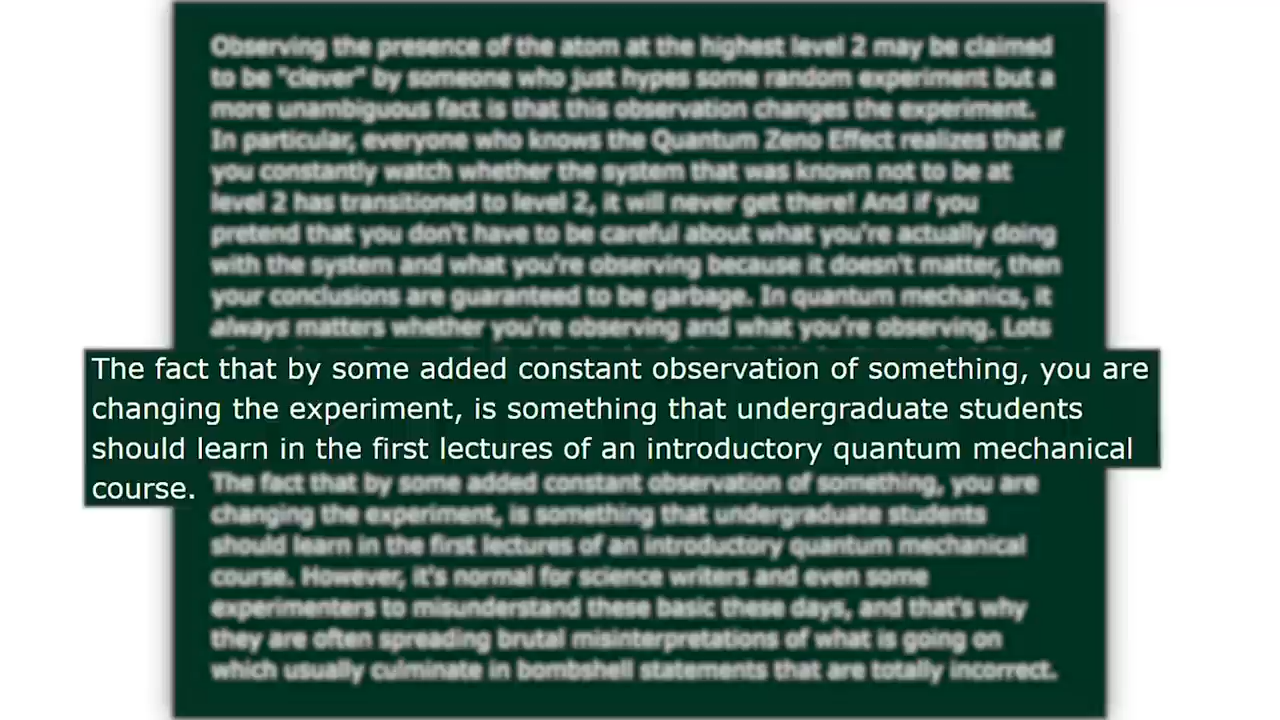 Observing the presence of the atom at the highest level 2 may be claimed
to be "clever" by someone who just hypes some random experiment but a
more unambiguous fact is that this observation changes the experiment.
In particular, everyone who knows the Quantum Zeno Effect realizes that if
you constantly watch whether the system that was known not to be at
level 2 has transitioned to level 2, it will never get there! And if you
pretend that you don't have to be careful about what you're actually doing
with the system and what you're observing because it doesn't matter, then
your conclusions are guaranteed to be garbage. In quantum mechanics, it
always matters whether you're observing and what you're observing. Lots
The fact that by some added constant observation of something, you are
changing the experiment, is something that undergraduate students
should learn in the first lectures of an introductory quantum mechanical
course.
The fact that by some added constant observation of something, you are
changing the experiment, is something that undergraduate students
should learn in the first lectures of an introductory quantum mechanical
course. However, it's normal for science writers and even some
experimenters to misunderstand these basic these days, and that's why
they are often spreading brutal misinterpretations of what is going on
which usually culminate in bombshell statements that are totally incorrect.